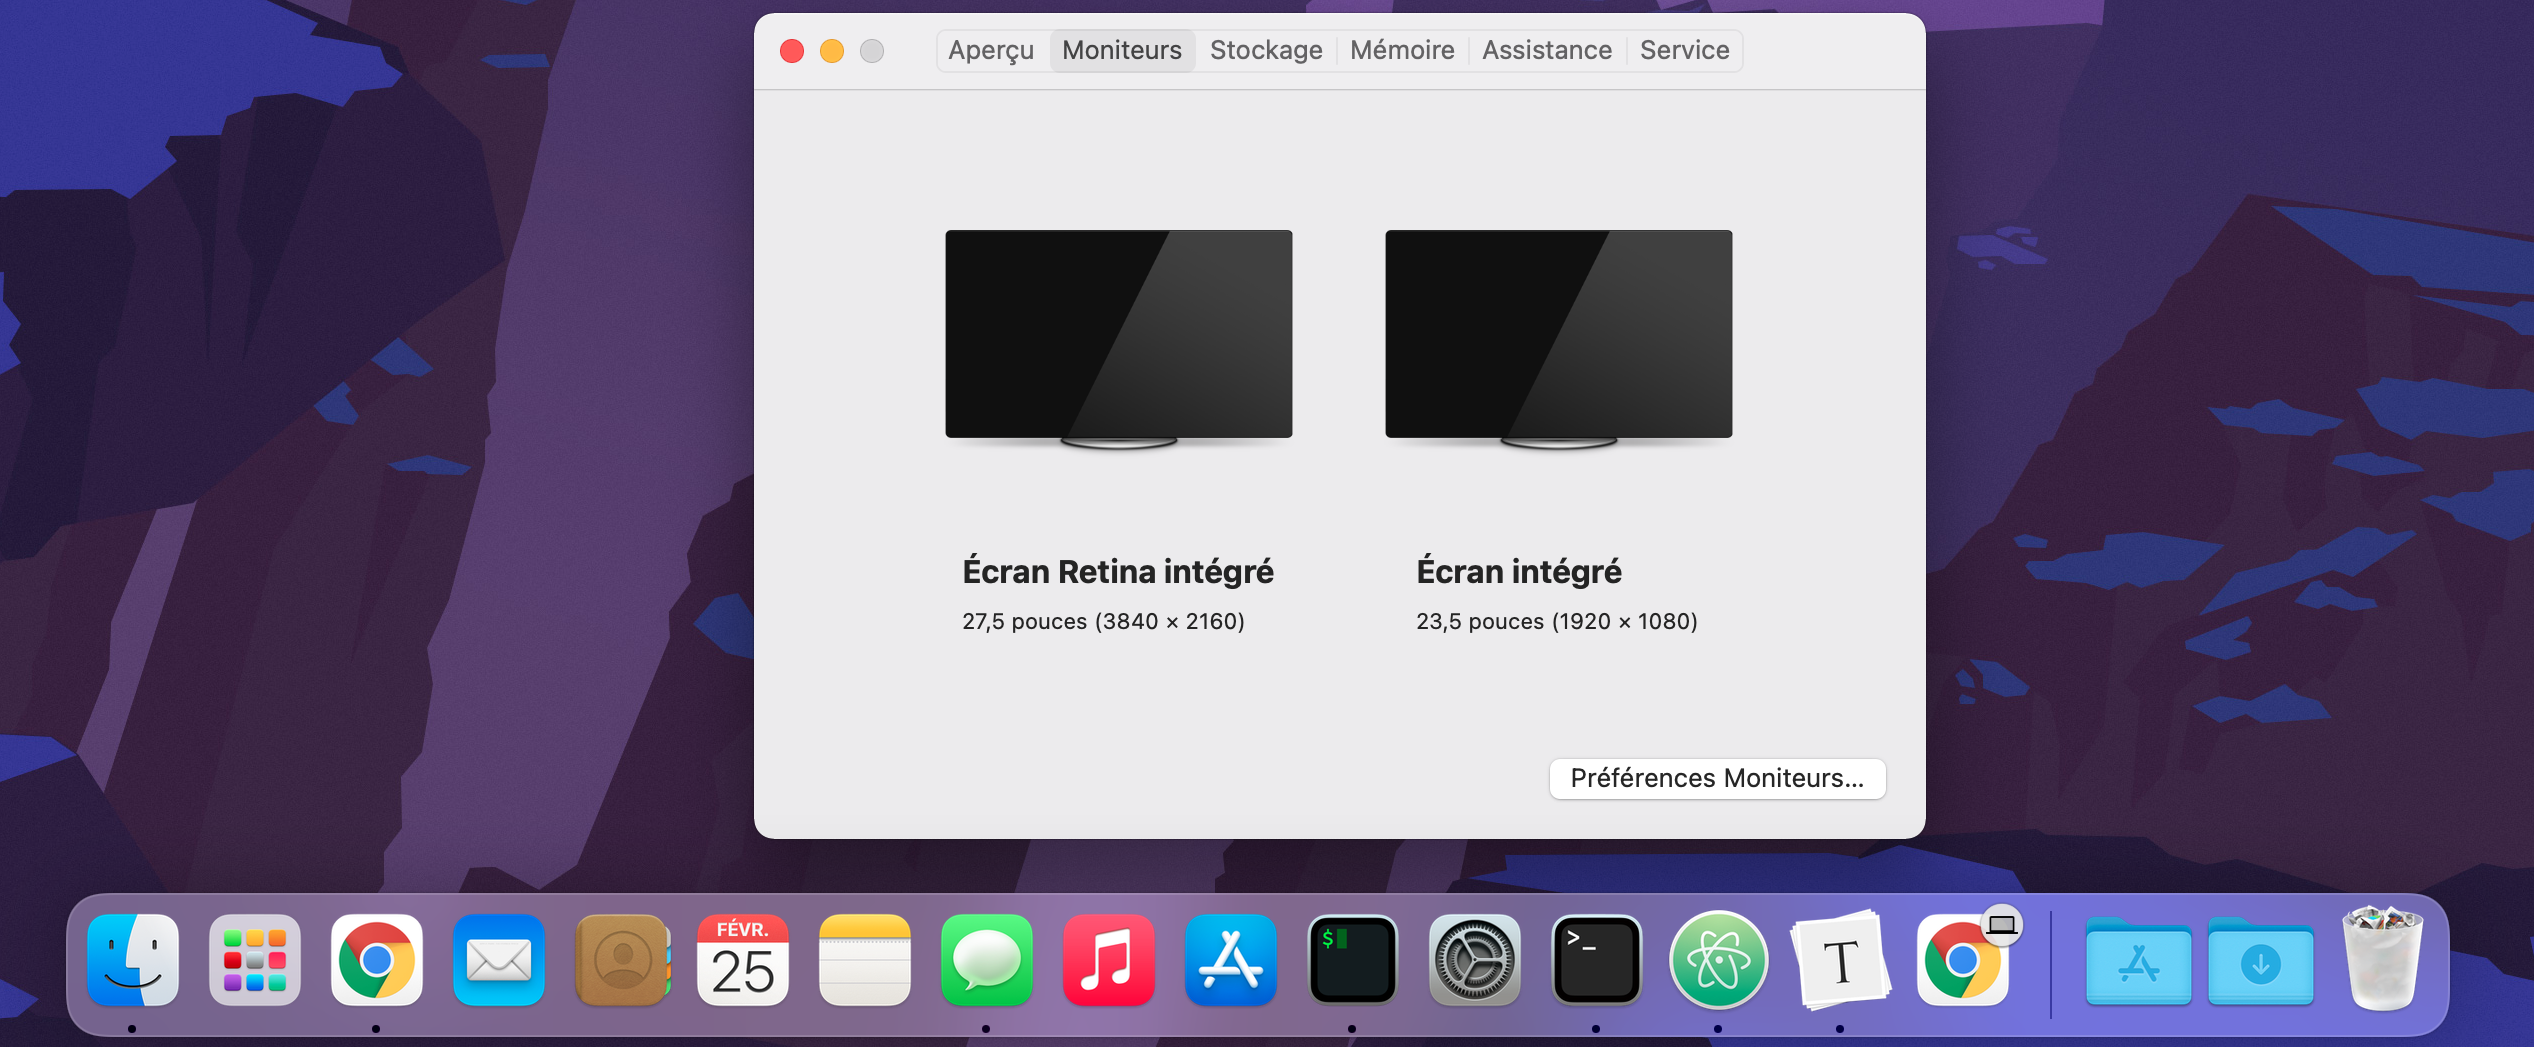 Aperçu Moniteurs Stockage Mémoire Assistance Service
Écran Retina intégré
27,5 pouces (3840 × 2160)
Écran intégré
23,5 pouces (1920 × 1080)
Préférences Moniteurs...
FÉVR.
25
$
>_
T